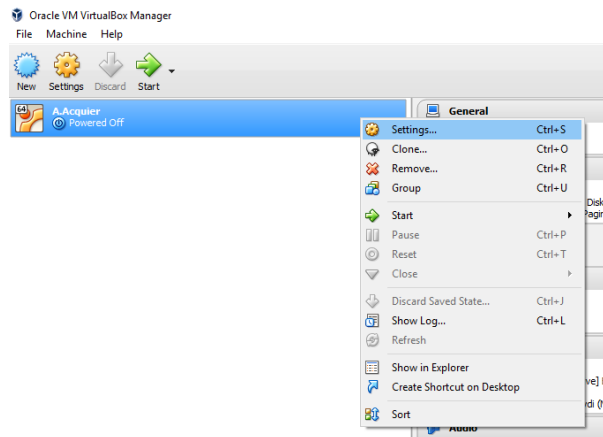 Oracle VM VirtualBox Manager
File Machine Help
New Settings Discard Start
64
A.Acquier
Powered Off
General
Settings... Ctrl+S
Clone... Ctrl+O
Remove... Ctrl+R
Group Ctrl+U
Start
Pause Ctrl+P
Reset Ctrl+T
Close
Discard Saved State... Ctrl+J
Show Log... Ctrl+L
Refresh
Show in Explorer
Create Shortcut on Desktop
Sort
Audio